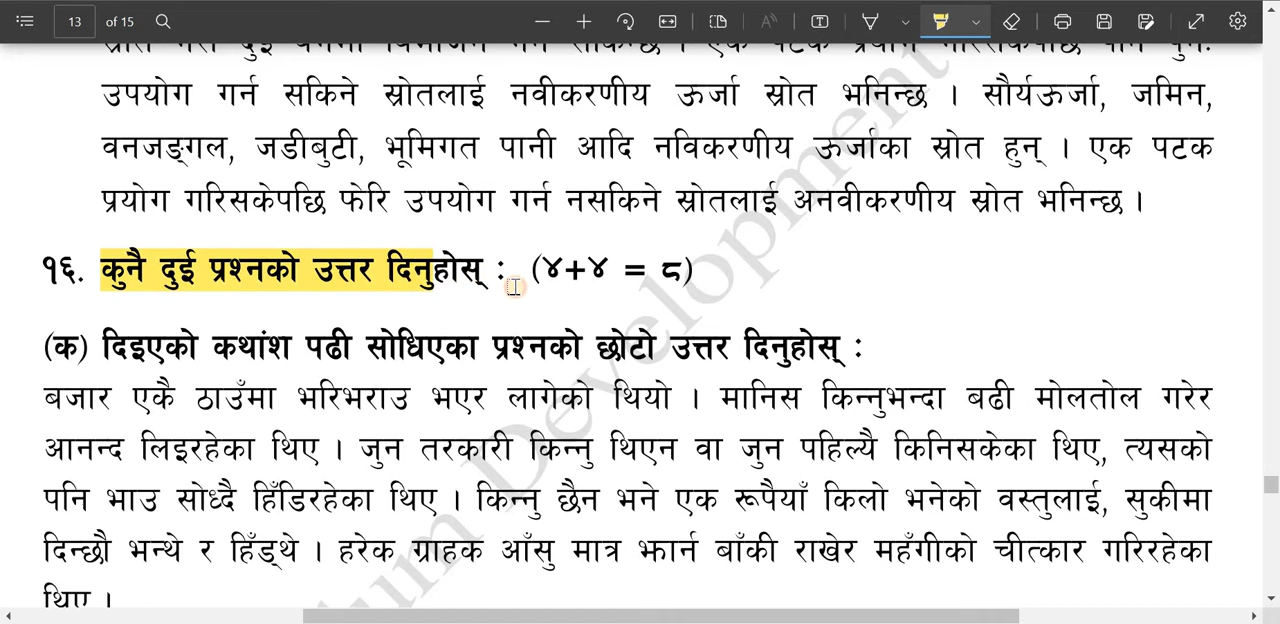 13 of 15
उपयोग गर्न सकिने स्रोतलाई नवीकरणीय ऊर्जा स्रोत भनिन्छ । सौर्यऊर्जा, जमिन,
वनजङ्गल, जडीबुटी, भूमिगत पानी आदि नविकरणीय ऊर्जाका स्रोत हुन् । एक पटक
प्रयोग गरिसकेपछि फेरि उपयोग गर्न नसकिने स्रोतलाई अनवीकरणीय स्रोत भनिन्छ ।
१६. कुनै दुई प्रश्नको उत्तर दिनुहोस् : (४+४ = ८)
(क) दिइएको कथांश पढी सोधिएका प्रश्नको छोटो उत्तर दिनुहोस् :
बजार एकै ठाउँमा भरिभराउ भएर लागेको थियो । मानिस किन्नुभन्दा बढी मोलतोल गरेर
आनन्द लिइरहेका थिए । जुन तरकारी किन्नु थिएन वा जुन पहिल्यै किनिसकेका थिए, त्यसको
पनि भाउ सोध्दै हिँडिरहेका थिए । किन्नु छैन भने एक रूपैयाँ किलो भनेको वस्तुलाई, सुकीमा
दिन्छौ भन्थे र हिँड्थे । हरेक ग्राहक आँसु मात्र झार्न बाँकी राखेर महँगीको चीत्कार गरिरहेका
थिए ।
um Development